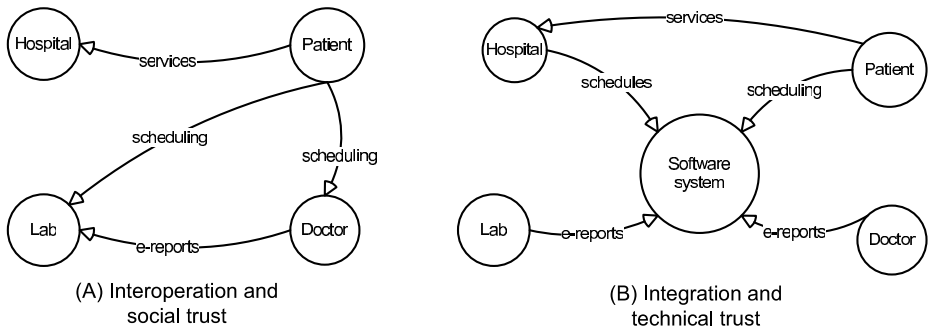 Hospital
Patient
services
scheduling
scheduling
Lab
e-reports
Doctor
(A) Interoperation and
social trust
services
Hospital
Patient
schedules
scheduling
Software
system
Lab
e-reports
e-reports
Doctor
(B) Integration and
technical trust